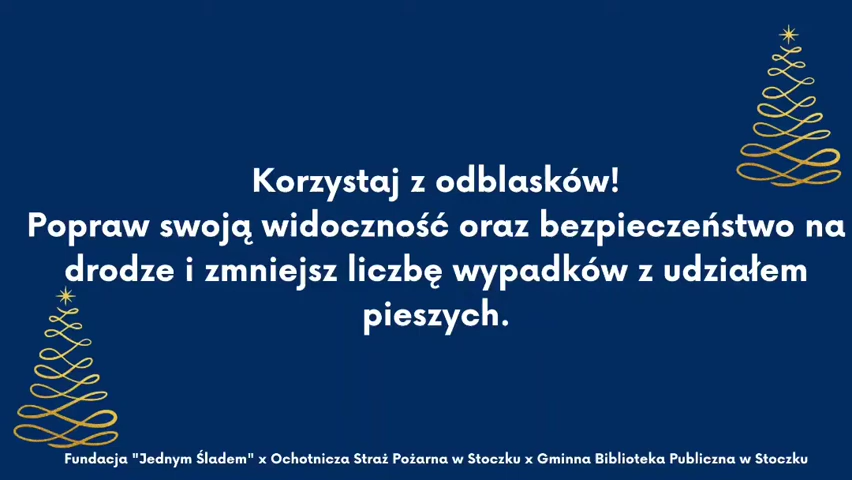 Korzystaj z odblasków!
Popraw swoją widoczność oraz bezpieczeństwo na
drodze i zmniejsz liczbę wypadków z udziałem
pieszych.
Fundacja "Jednym Śladem" x Ochotnicza Straż Pożarna w Stoczku x Gminna Biblioteka Publiczna w Stoczku